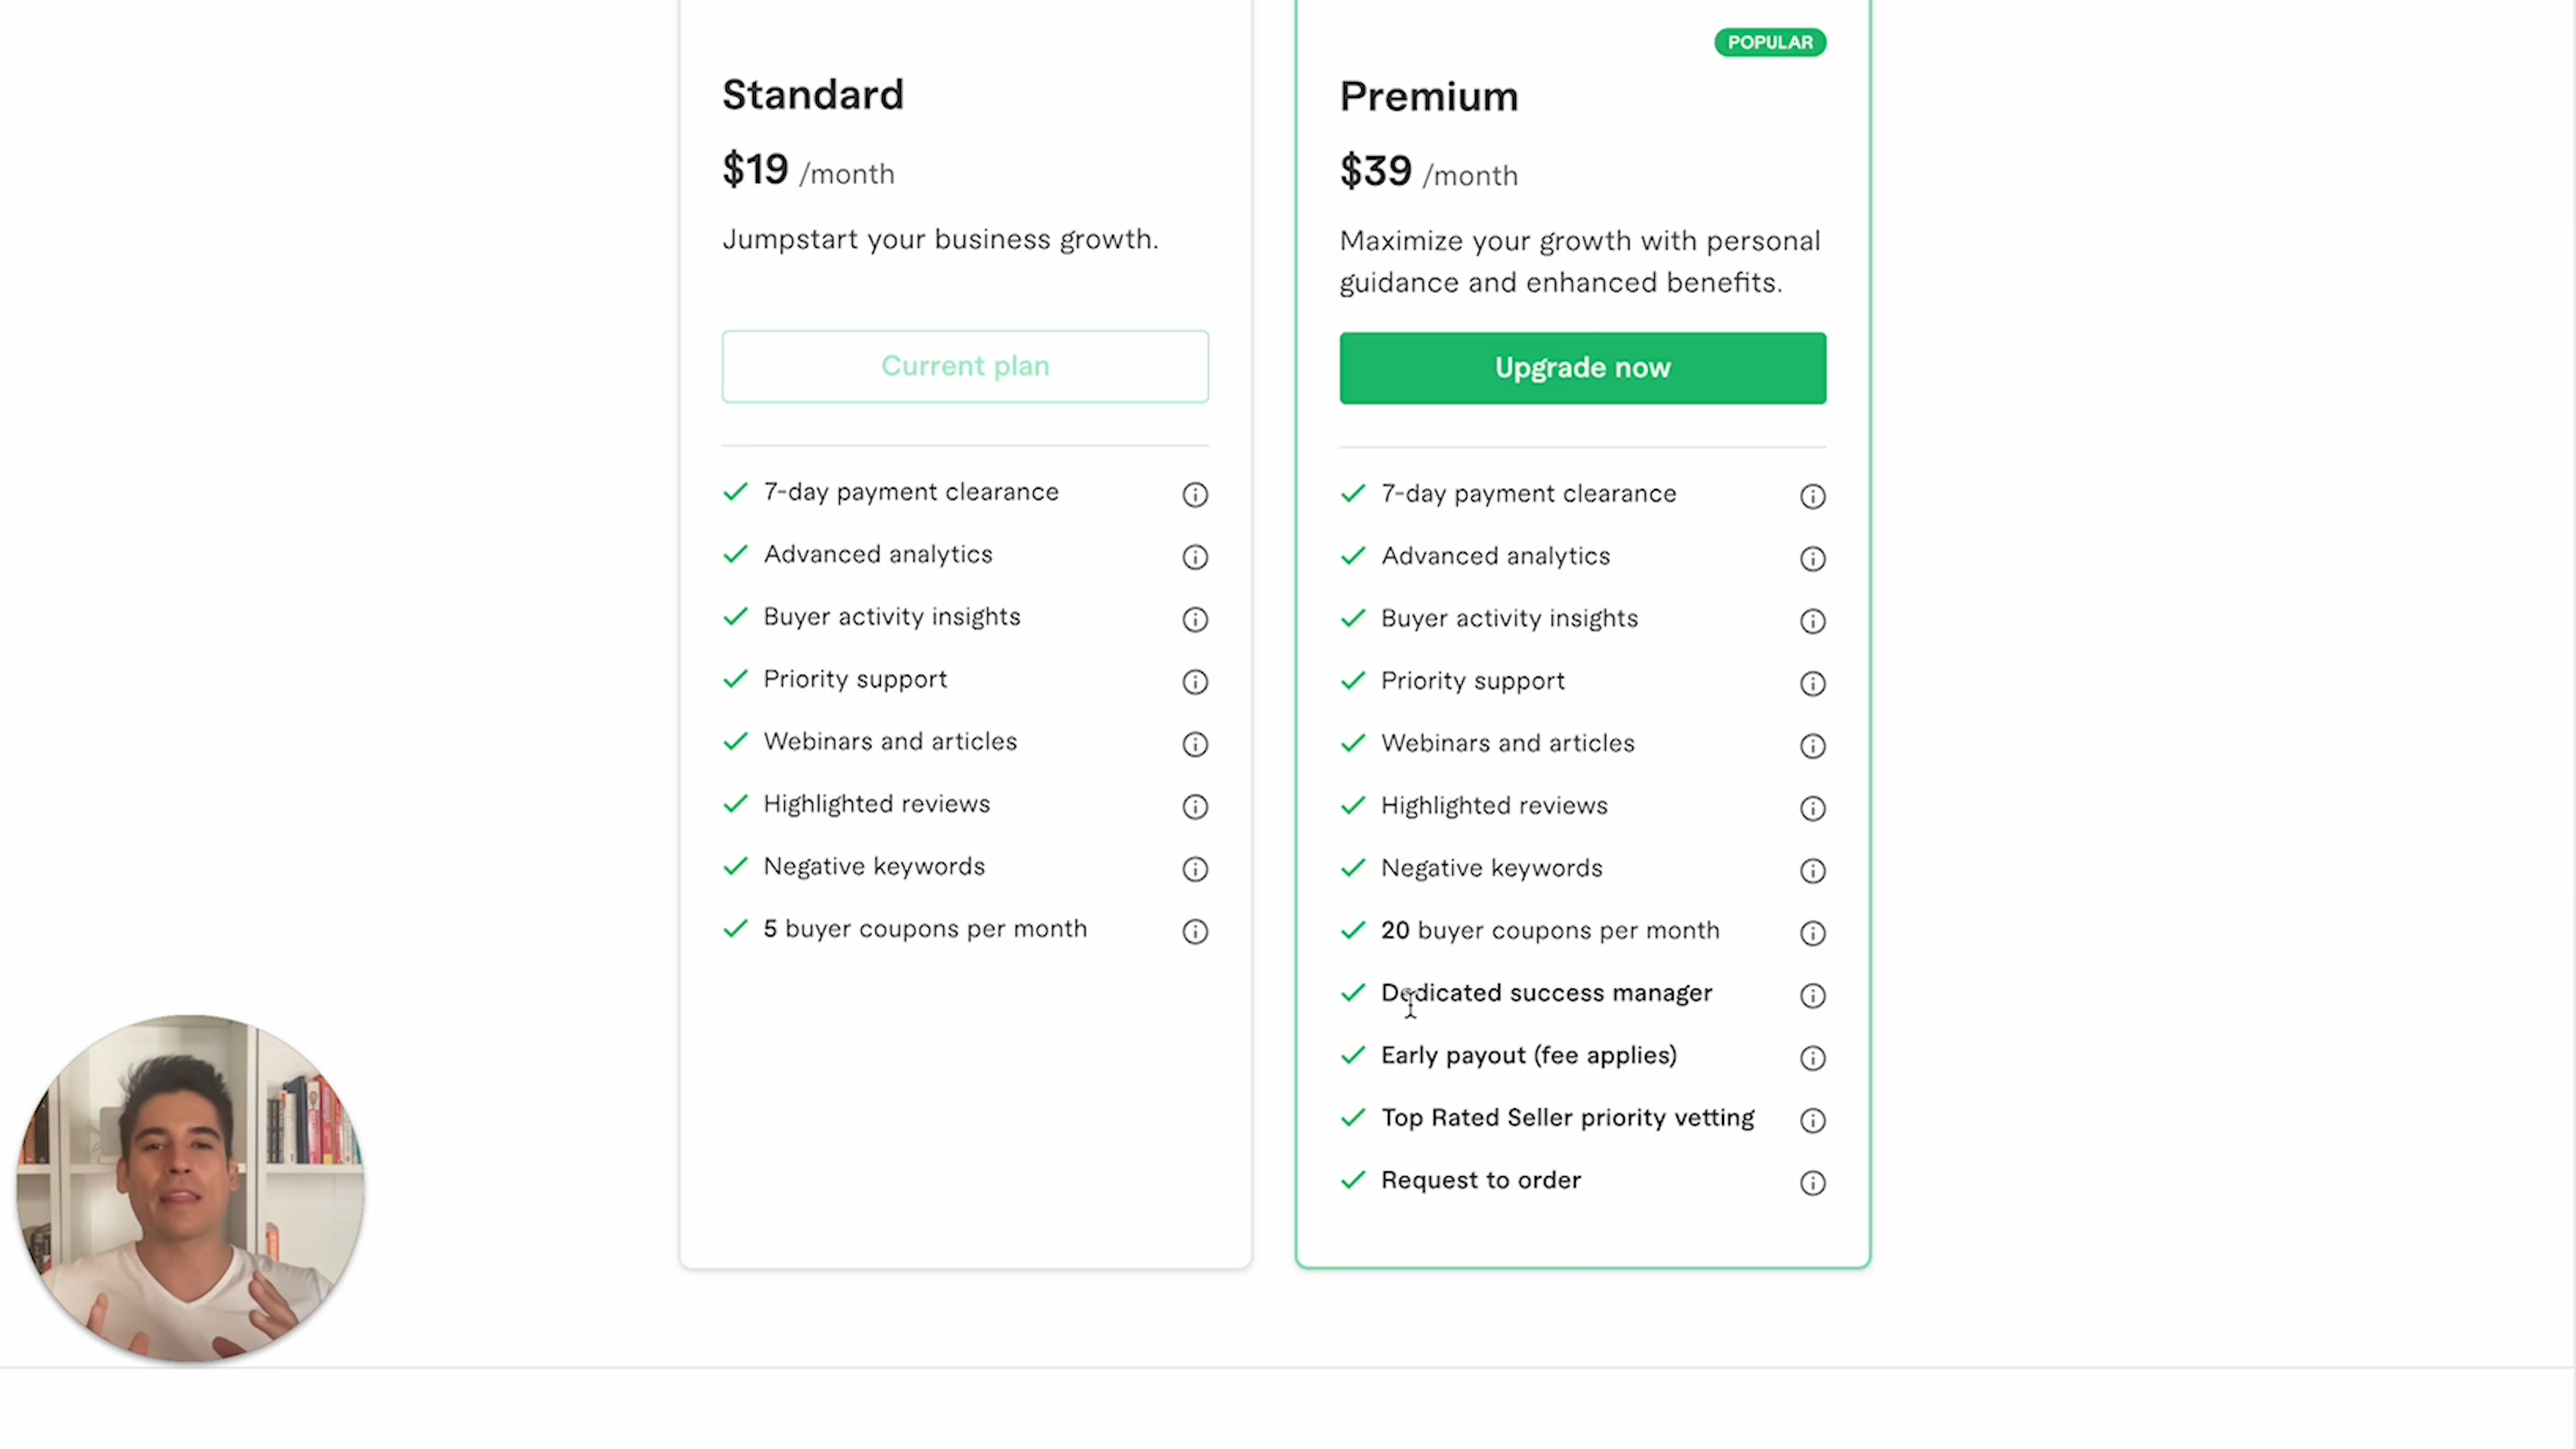 Standard
$19 /month
Jumpstart your business growth.
Current plan
7-day payment clearance
Advanced analytics
Buyer activity insights
Priority support
Webinars and articles
Highlighted reviews
Negative keywords
5 buyer coupons per month
POPULAR
Premium
$39 /month
Maximize your growth with personal
guidance and enhanced benefits.
Upgrade now
7-day payment clearance
Advanced analytics
Buyer activity insights
Priority support
Webinars and articles
Highlighted reviews
Negative keywords
20 buyer coupons per month
Dedicated success manager
Early payout (fee applies)
Top Rated Seller priority vetting
Request to order